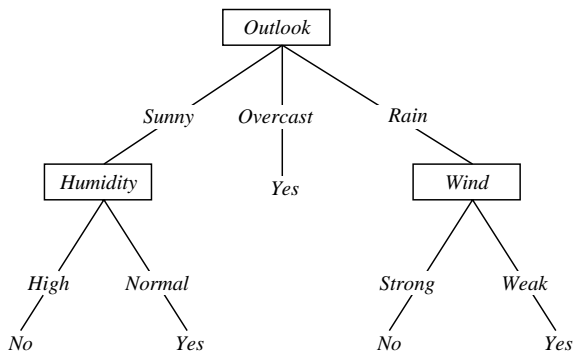 Outlook
Sunny Overcast Rain
Humidity Yes Wind
High Normal Strong Weak
No Yes No Yes